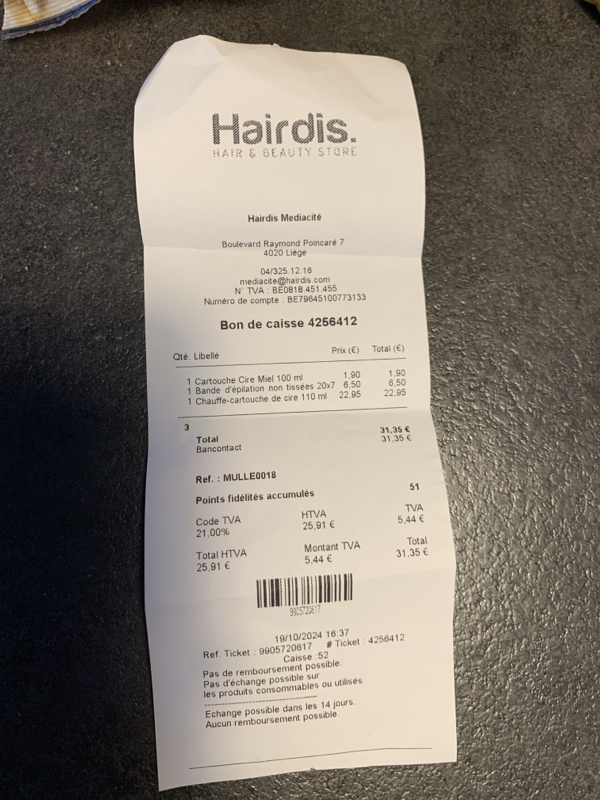 Hairdis.
HAIR & BEAUTY STORE
Hairdis Mediacité
Boulevard Raymond Poincaré 7
4020 Liège
04/325.12.16
mediacite@hairdis.com
N° TVA : BE0818.451.455
Numéro de compte : BE79645100773133
Bon de caisse 4256412
Qté. Libellé Prix (€) Total (€)
1 Cartouche Cire Miel 100 ml 1,90 1,90
1 Bande d'épilation non tissées 20x7 6,50 6,50
1 Chauffe-cartouche de cire 110 ml 22,95 22,95
3
Total 31,35 €
Bancontact 31,35 €
Ref. : MULLE0018
Points fidélités accumulés 51
Code TVA HTVA TVA
21,00% 25,91 € 5,44 €
Total HTVA Montant TVA Total
25,91 € 5,44 € 31,35 €
9905720617
19/10/2024 16:37
Ref. Ticket : 9905720617 # Ticket : 4256412
Caisse :52
Pas de remboursement possible
Pas d'échange possible sur
les produits consommables ou utilisés.
------------------------------
Echange possible dans les 14 jours.
Aucun remboursement possible.